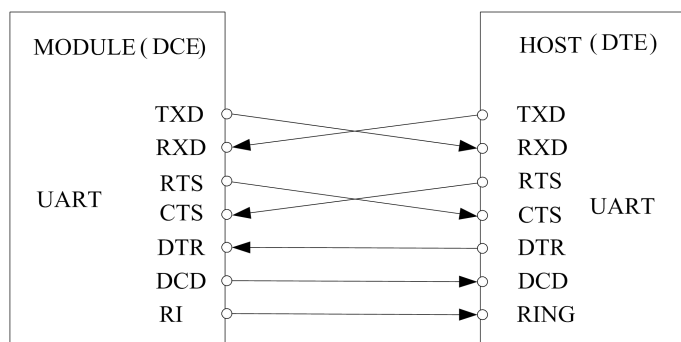 MODULE ( DCE)
HOST ( DTE)
TXD
TXD
RXD
RXD
RTS
RTS
UART
CTS
CTS
UART
DTR
DTR
DCD
DCD
RI
RING